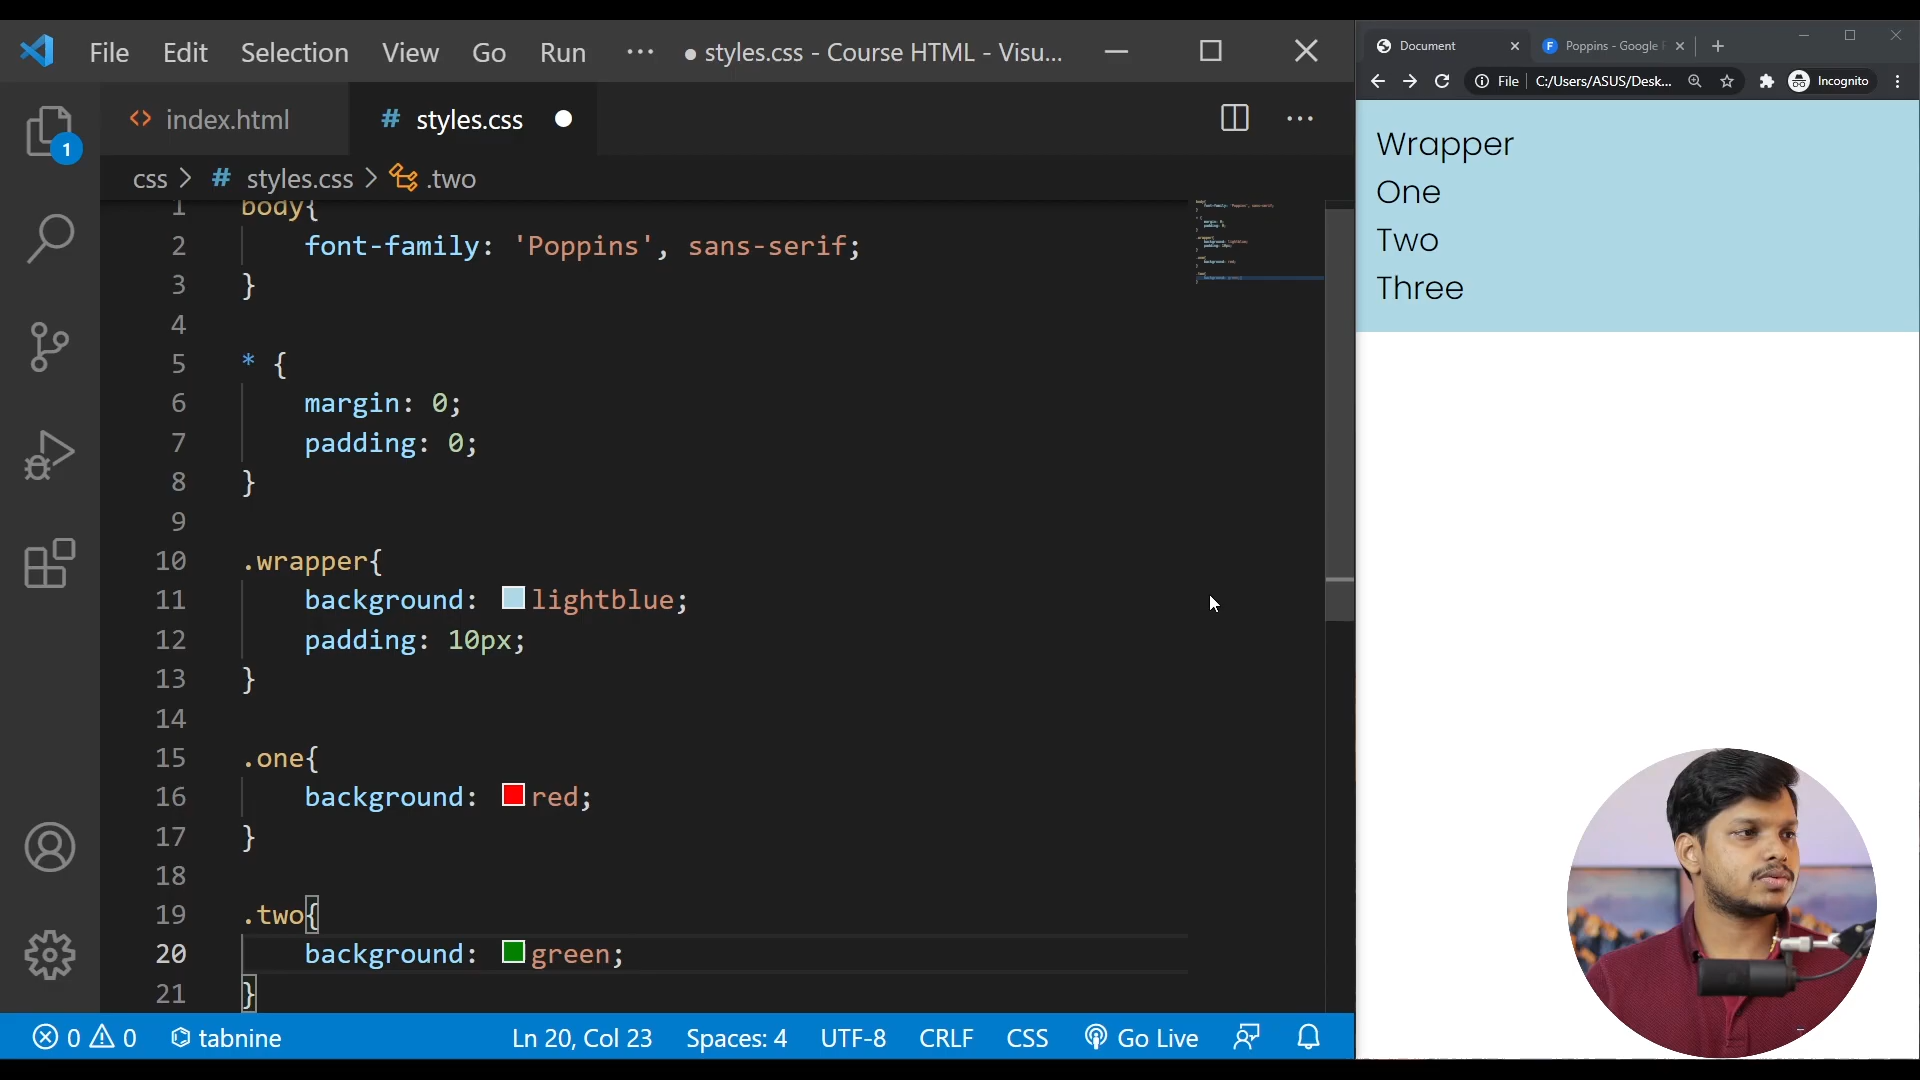 File Edit Selection View Go Run ··· ● styles.css - Course HTML - Visu...
index.html
# styles.css
css > # styles.css > .two
1 body{
2 font-family: 'Poppins', sans-serif;
3 }
4
5 * {
6 margin: 0;
7 padding: 0;
8 }
9
10 .wrapper{
11 background: lightblue;
12 padding: 10px;
13 }
14
15 .one{
16 background: red;
17 }
18
19 .two{
20 background: green;
21 }
1
0 0 tabnine Ln 20, Col 23 Spaces: 4 UTF-8 CRLF CSS Go Live
Document
Poppins - Google
File C:/Users/ASUS/Desk... Incognito
Wrapper
One
Two
Three